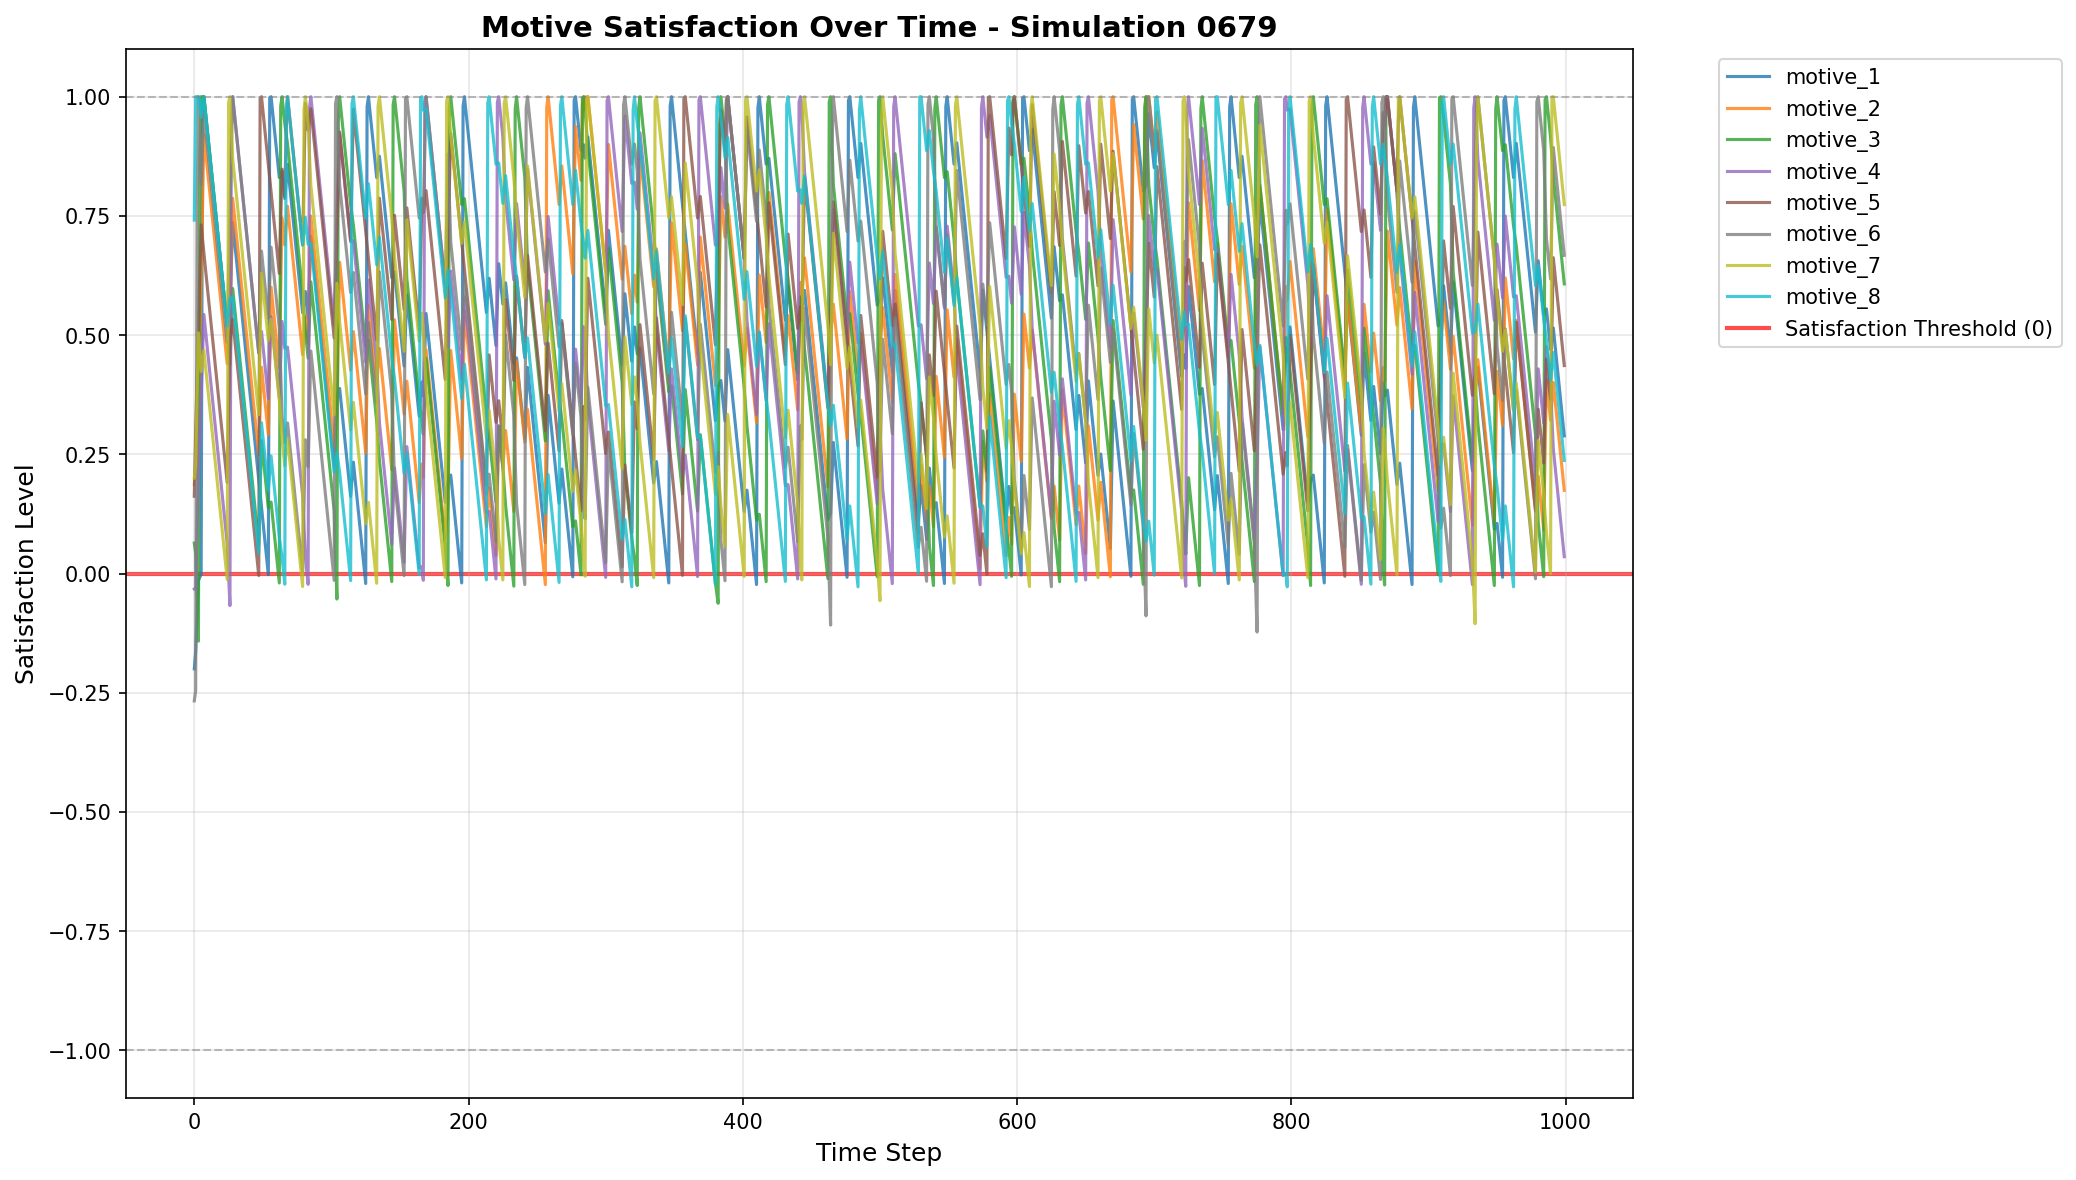 Motive Satisfaction Over Time - Simulation 0679
1.00
0.75
0.50
0.25
0.00
−0.25
−0.50
−0.75
−1.00
Satisfaction Level
0
200
400
600
800
1000
Time Step
motive_1
motive_2
motive_3
motive_4
motive_5
motive_6
motive_7
motive_8
Satisfaction Threshold (0)